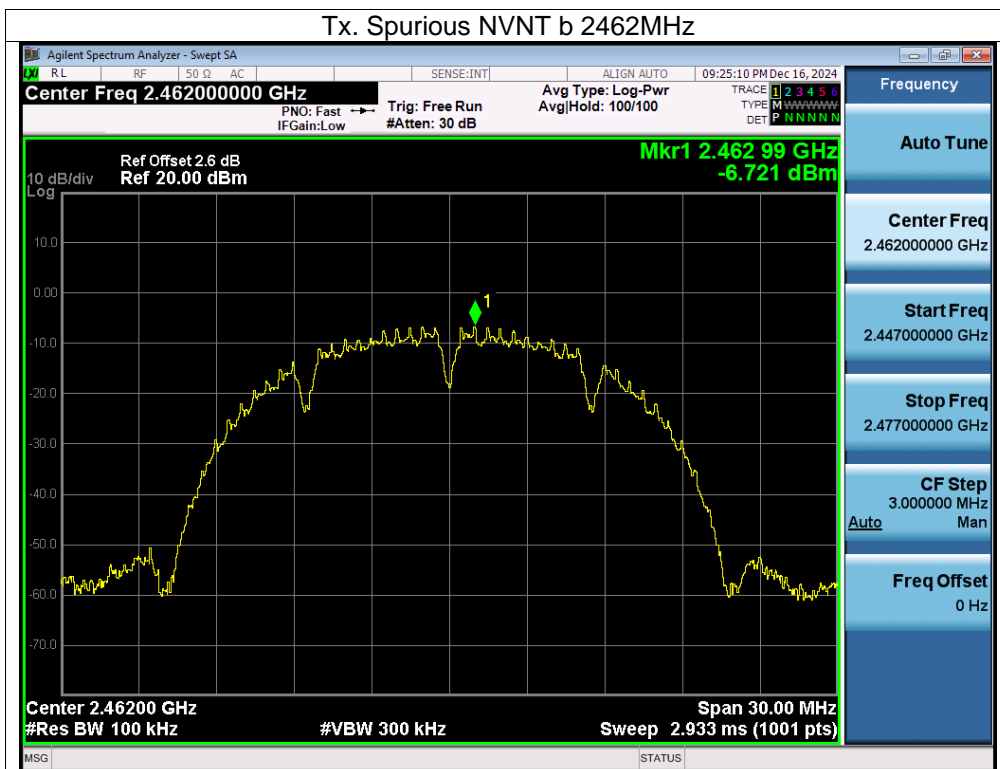 Tx. Spurious NVNT b 2462MHz
Agilent Spectrum Analyzer - Swept SA
LXI RL RF 50 Ω AC SENSE:INT ALIGN AUTO 09:25:10 PM Dec 16, 2024
Center Freq 2.462000000 GHz
PNO: Fast
IFGain:Low
Trig: Free Run
#Atten: 30 dB
Avg Type: Log-Pwr
Avg|Hold: 100/100
TRACE 1 2 3 4 5 6
TYPE M WWWWW
DET P N N N N N
Ref Offset 2.6 dB
Ref 20.00 dBm
10 dB/div
Log
Mkr1 2.462 99 GHz
-6.721 dBm
10.0
0.00
-10.0
-20.0
-30.0
-40.0
-50.0
-60.0
-70.0
1
Center 2.46200 GHz
Span 30.00 MHz
#Res BW 100 kHz
#VBW 300 kHz
Sweep 2.933 ms (1001 pts)
MSG
STATUS
Frequency
Auto Tune
Center Freq
2.462000000 GHz
Start Freq
2.447000000 GHz
Stop Freq
2.477000000 GHz
CF Step
3.000000 MHz
Auto Man
Freq Offset
0 Hz